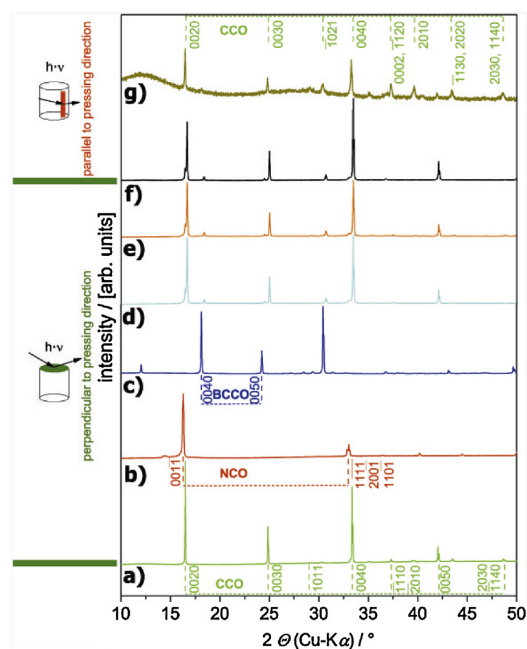 CCO
0020
0030
1021
0040
0002, 1120
2010
1130, 2020
2030, 1140
h·ν
parallel to pressing direction
g)
f)
e)
d)
0040
BCCO
0050
c)
0011
NCO
1111
2001
1101
b)
h·ν
perpendicular to pressing direction
intensity / [arb. units]
0020
CCO
0030
1011
0040
1110
2010
0050
2030
1140
a)
10 15 20 25 30 35 40 45 50
2 Θ (Cu-Kα) / °